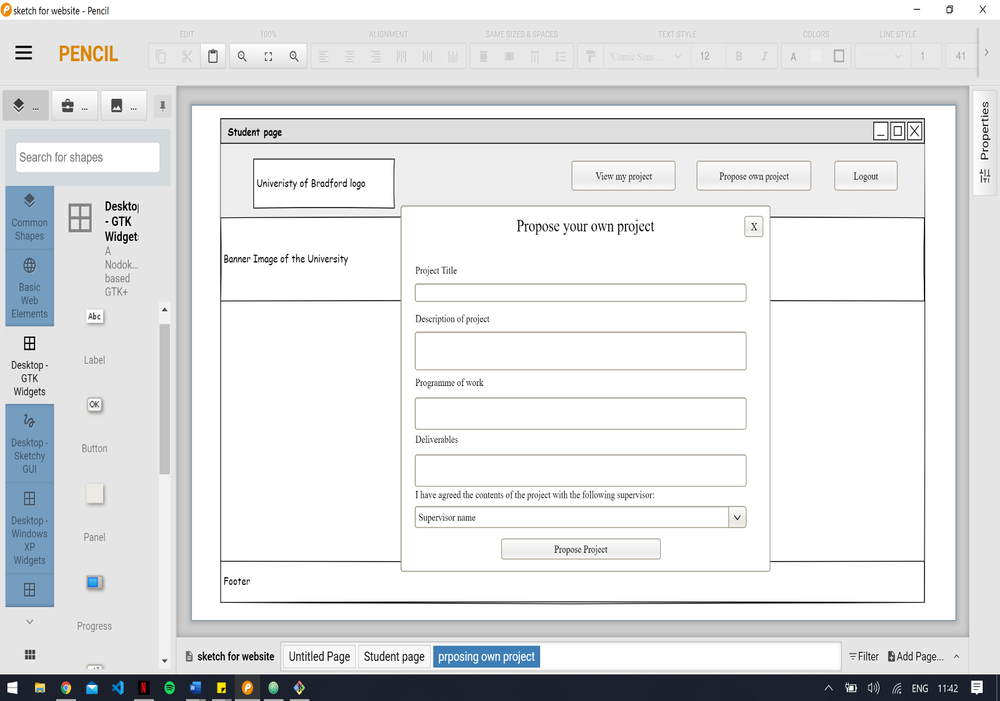 sketch for website - Pencil
PENCIL
EDIT
100%
ALIGNMENT
SAME SIZES & SPACES
TEXT STYLE
COLORS
LINE STYLE
'Comic Sans ...
12
B
I
A
1
41
...
...
...
Search for shapes
Common
Shapes
Basic
Web
Elements
Desktop -
GTK
Widgets
Desktop -
Sketchy
GUI
Desktop -
Windows
XP
Widgets
Desktop
- GTK
Widgets
A
Nodok...
based
GTK+
Abc
Label
OK
Button
Panel
Progress
Student page
Univeristy of Bradford logo
View my project
Propose own project
Logout
Banner Image of the University
Propose your own project
X
Project Title
Description of project
Programme of work
Deliverables
I have agreed the contents of the project with the following supervisor:
Supervisor name
Propose Project
Footer
Properties
sketch for website
Untitled Page
Student page
prposing own project
Filter
Add Page...
ENG
11:42